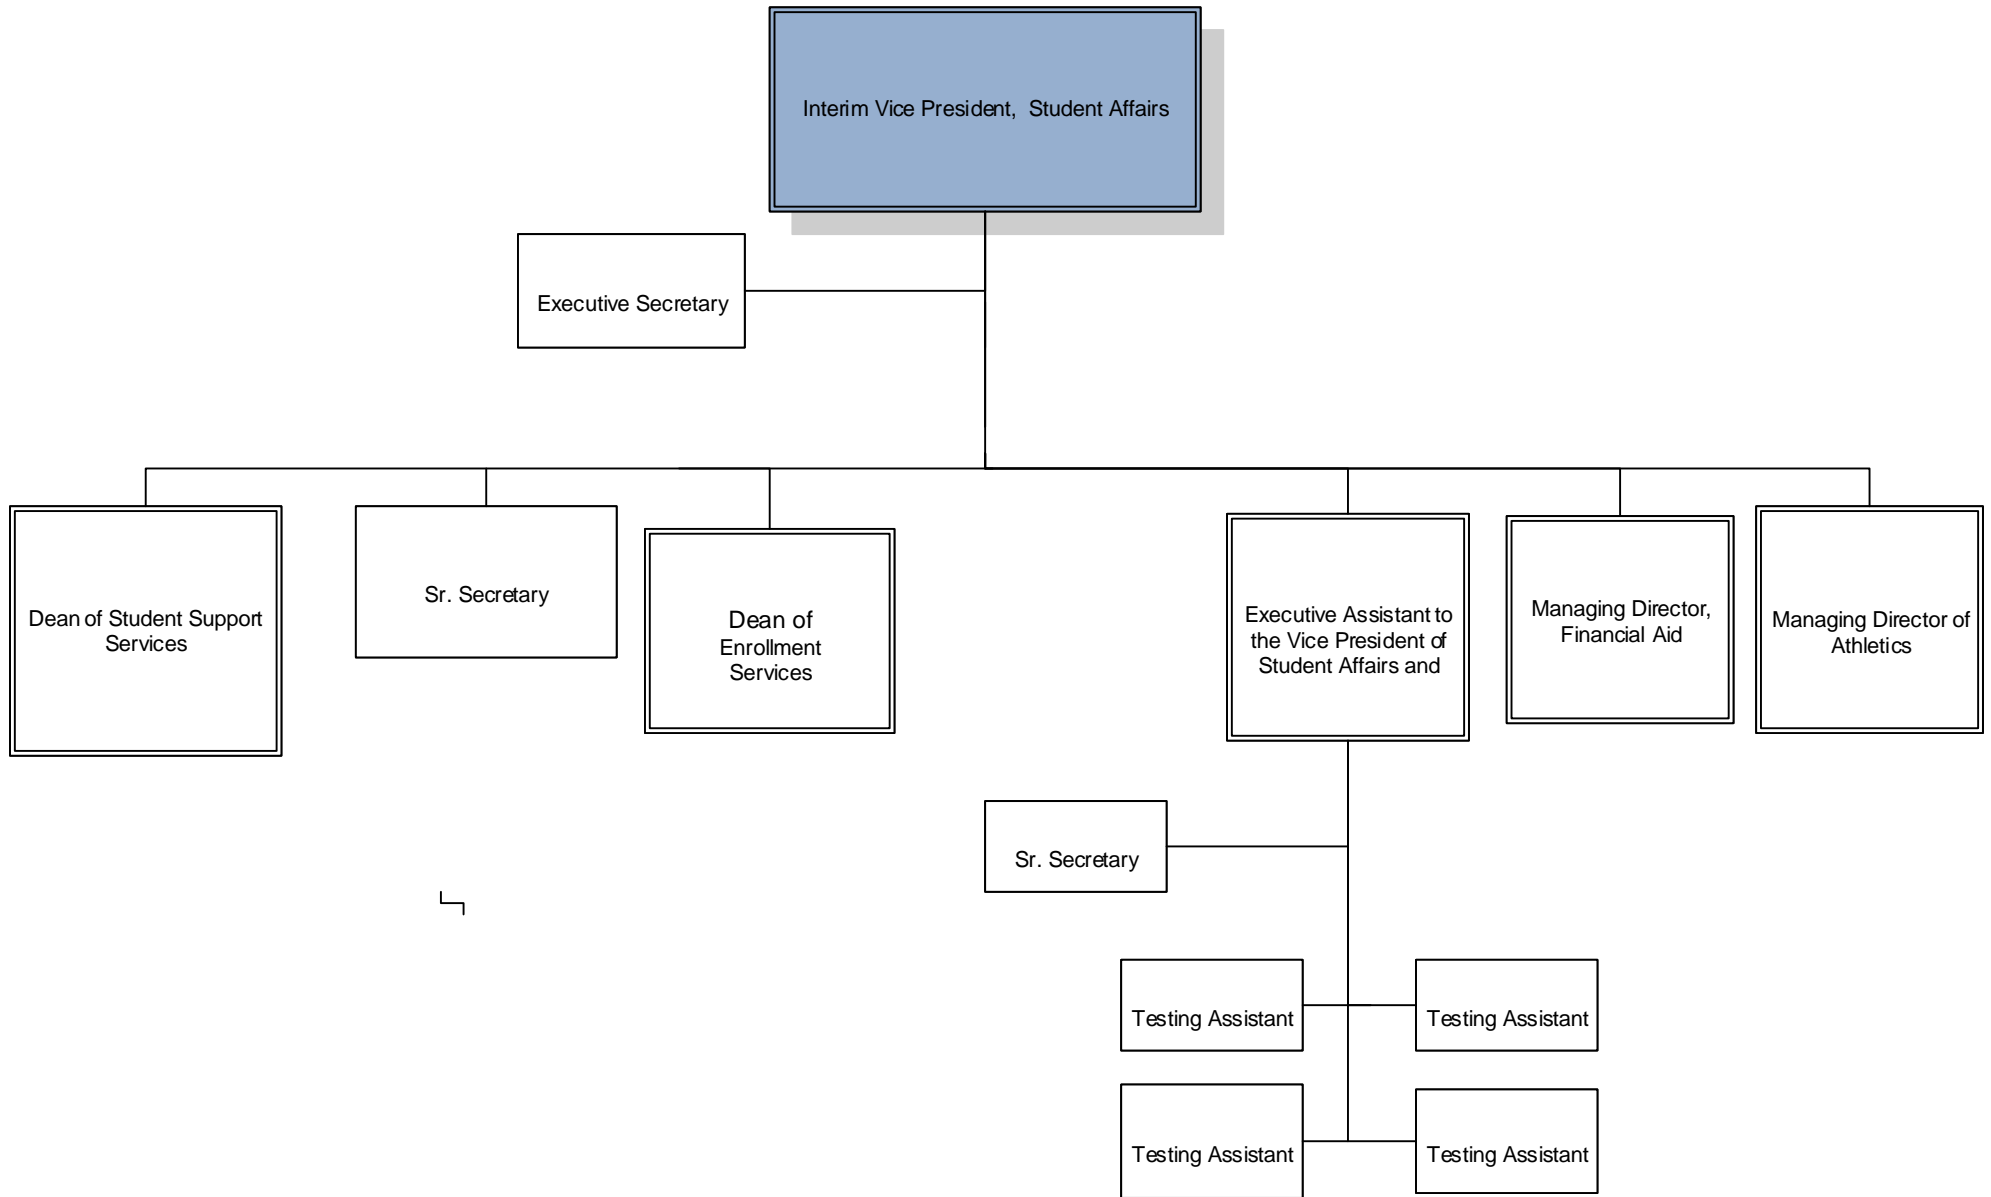 Interim Vice President, Student Affairs
Executive Secretary
Dean of Student Support
Services
Sr. Secretary
Dean of
Enrollment
Services
Executive Assistant to
the Vice President of
Student Affairs and
Managing Director,
Financial Aid
Managing Director of
Athletics
Sr. Secretary
Testing Assistant
Testing Assistant
Testing Assistant
Testing Assistant